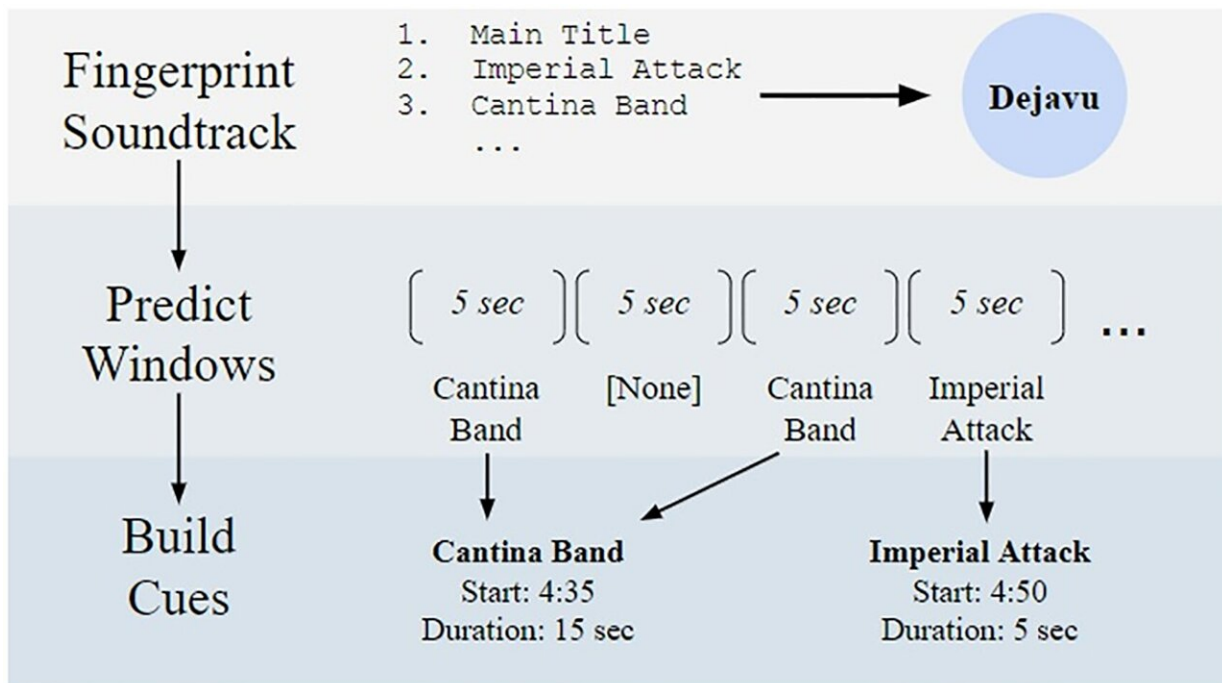 Fingerprint
Soundtrack
1. Main Title
2. Imperial Attack
3. Cantina Band
...
Dejavu
Predict
Windows
5 sec 5 sec 5 sec 5 sec ...
Cantina Band
[None]
Cantina Band
Imperial Attack
Build
Cues
Cantina Band
Start: 4:35
Duration: 15 sec
Imperial Attack
Start: 4:50
Duration: 5 sec